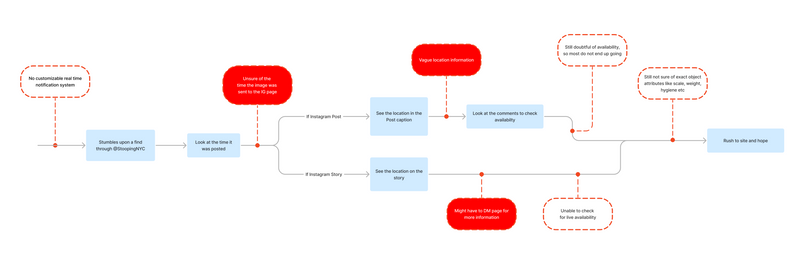 No customizable real time
notification system
Stumbles upon a find
through @StoopingNYC
Look at the time it
was posted
Unsure of the
time the image was
sent to the IG page
If Instagram Post
See the location in the
Post caption
Vague location information
Look at the comments to check
availability
Still doubtful of availability,
so most do not end up going
If Instagram Story
See the location on the
story
Might have to DM page for
more information
Unable to check
for live availability
Still not sure of exact object
attributes like scale, weight,
hygiene etc
Rush to site and hope